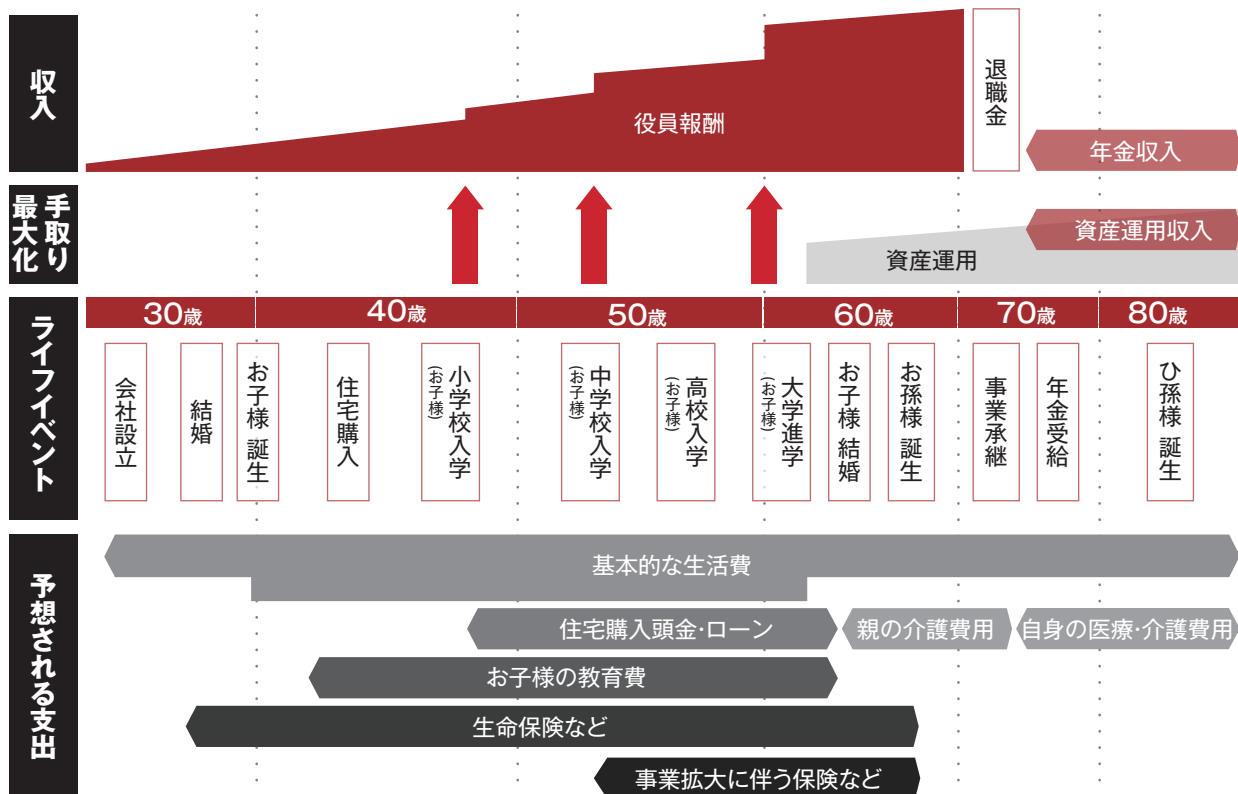 収入
役員報酬
退職金
年金収入
手取り
最大化
資産運用
資産運用収入
ライフイベント
30歳
40歳
50歳
60歳
70歳
80歳
会社設立
結婚
お子様 誕生
住宅購入
小学校入学
(お子様)
中学校入学
(お子様)
高校入学
(お子様)
大学進学
(お子様)
お子様 結婚
お孫様 誕生
事業承継
年金受給
ひ孫様 誕生
予想される支出
基本的な生活費
住宅購入頭金・ローン
親の介護費用
自身の医療・介護費用
お子様の教育費
生命保険など
事業拡大に伴う保険など